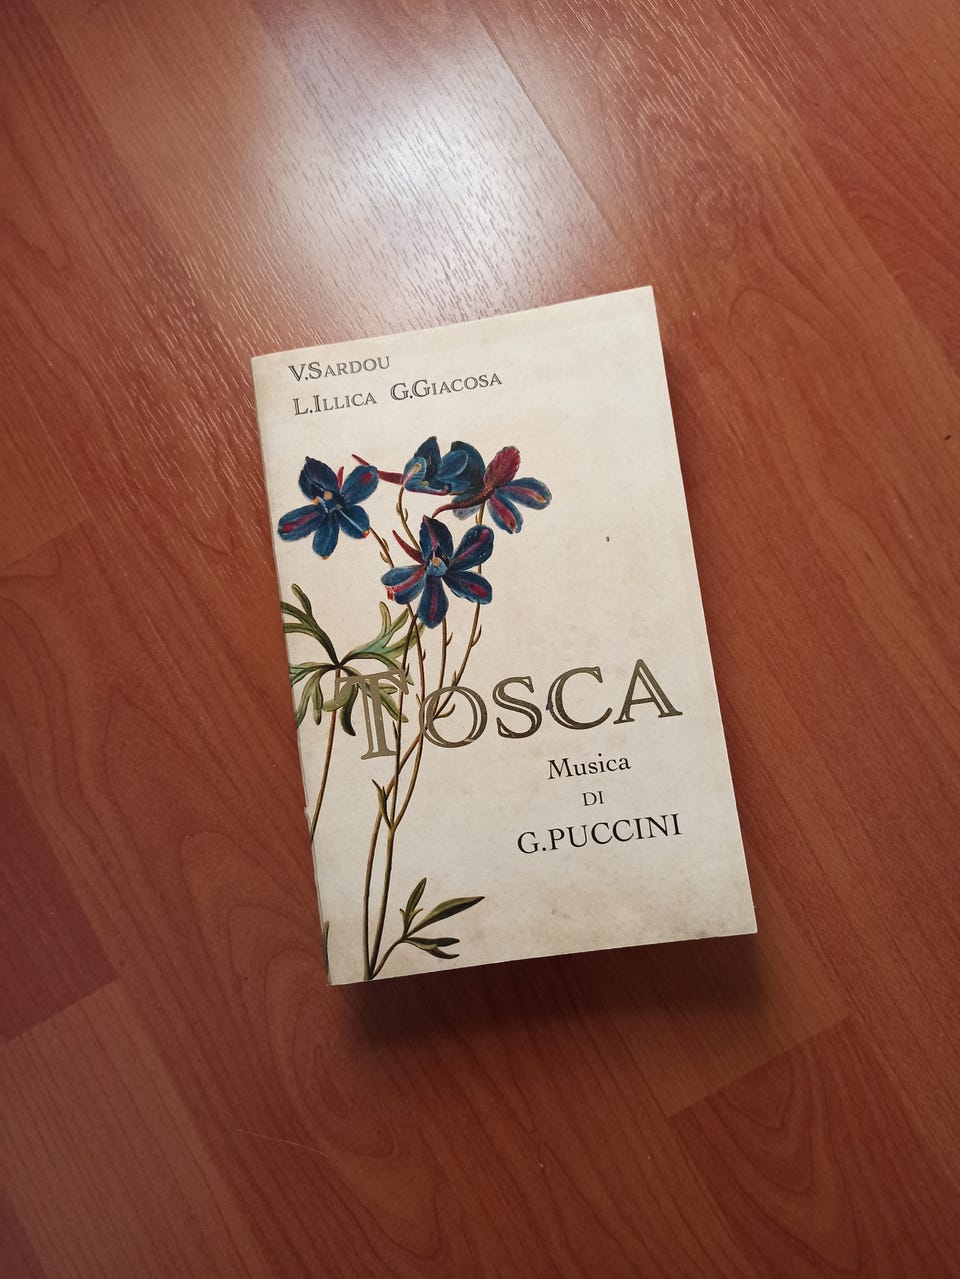 V.SARDOU
L.ILLICA G.GIACOSA
TOSCA
Musica
DI
G.PUCCINI